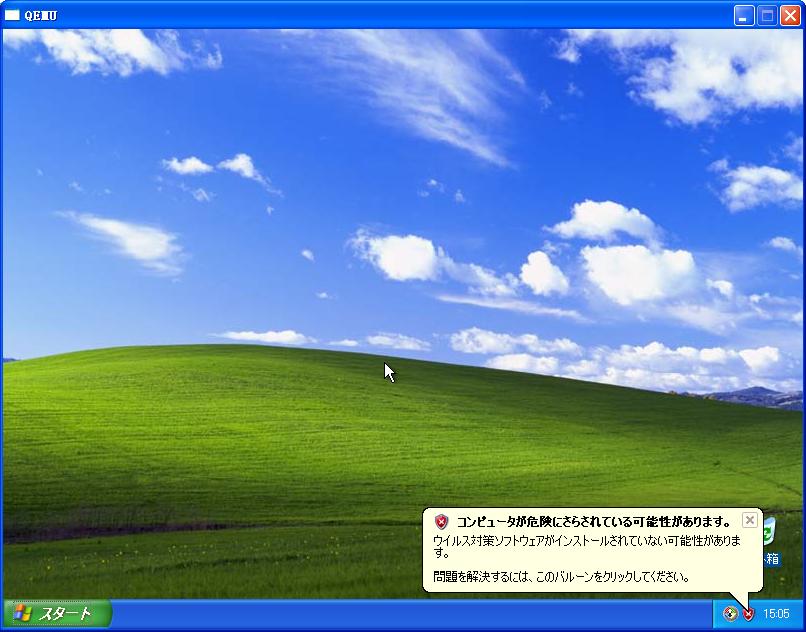 QEMU
コンピュータが危険にさらされている可能性があります。
ウイルス対策ソフトウェアがインストールされていない可能性がありま
す。
問題を解決するには、このバルーンをクリックしてください。
箱
スタート
15:05